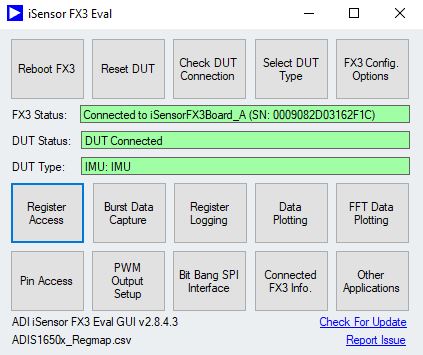 iSensor FX3 Eval
Reboot FX3
Reset DUT
Check DUT
Connection
Select DUT
Type
FX3 Config.
Options
FX3 Status: Connected to iSensorFX3Board_A (SN: 0009082D03162F1C)
DUT Status: DUT Connected
DUT Type: IMU: IMU
Register
Access
Burst Data
Capture
Register
Logging
Data
Plotting
FFT Data
Plotting
Pin Access
PWM
Output
Setup
Bit Bang SPI
Interface
Connected
FX3 Info.
Other
Applications
ADI iSensor FX3 Eval GUI v2.8.4.3 Check For Update
ADIS1650x_Regmap.csv Report Issue